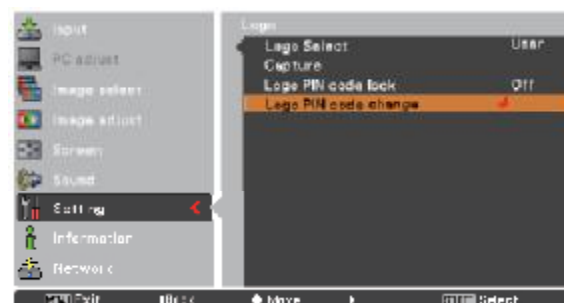 Input
PC adjust
Image select
Image adjust
Screen
Sound
Setting
Information
Network
Logo
Logo Select User
Capture
Logo PIN code lock Off
Logo PIN code change
Exit Back Move Select